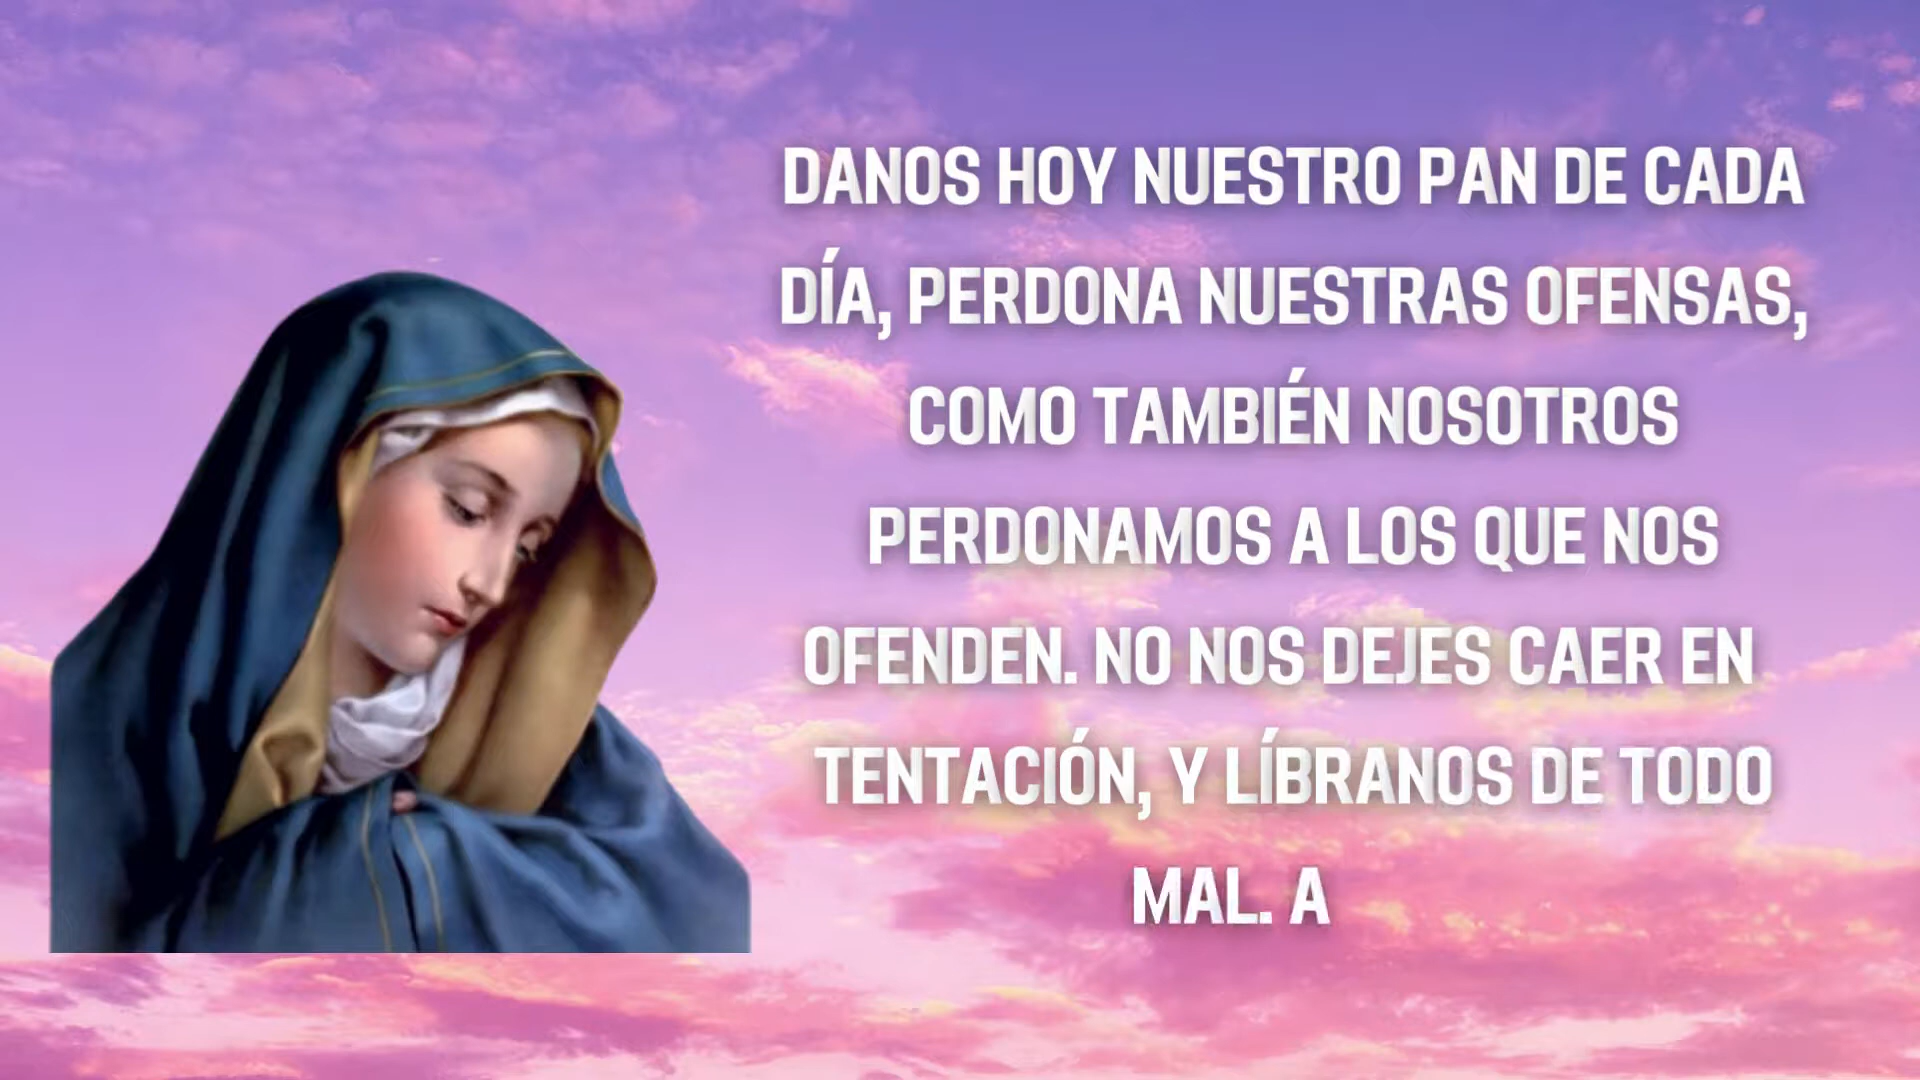 DANOS HOY NUESTRO PAN DE CADA
DÍA, PERDONA NUESTRAS OFENSAS,
COMO TAMBIÉN NOSOTROS
PERDONAMOS A LOS QUE NOS
OFENDEN. NO NOS DEJES CAER EN
TENTACIÓN, Y LÍBRANOS DE TODO
MAL. A